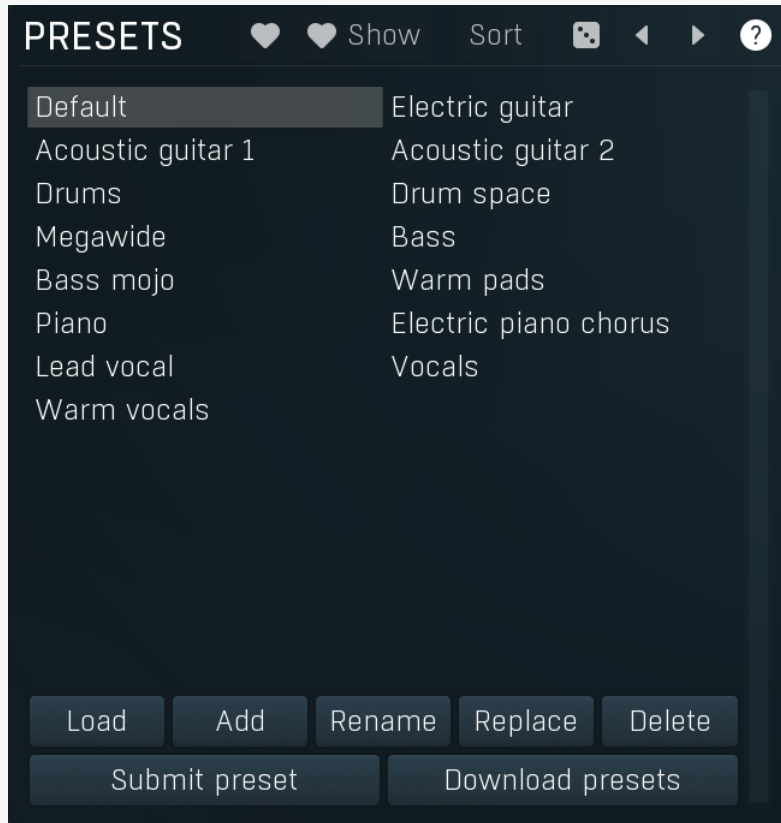 PRESETS Show Sort ?
Default Electric guitar
Acoustic guitar 1 Acoustic guitar 2
Drums Drum space
Megawide Bass
Bass mojo Warm pads
Piano Electric piano chorus
Lead vocal Vocals
Warm vocals
Load Add Rename Replace Delete
Submit preset Download presets